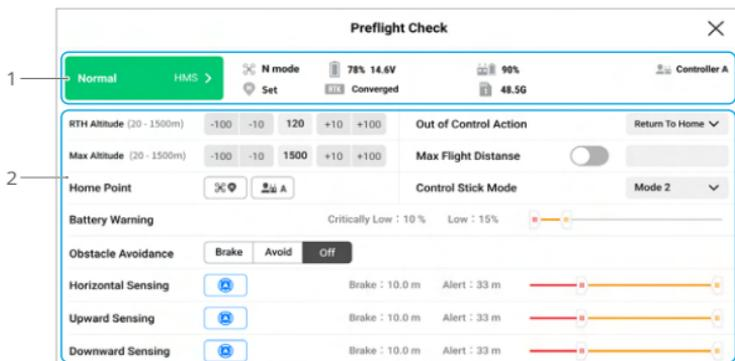 Preflight Check
1
Normal HMS N mode 78% 14.6V 90% Controller A
Set RTK Converged 48.5G
2
RTH Altitude (20 - 1500m) -100 -10 120 +10 +100 Out of Control Action Return To Home
Max Altitude (20 - 1500m) -100 -10 1500 +10 +100 Max Flight Distanse
Home Point A Control Stick Mode Mode 2
Battery Warning Critically Low : 10 % Low : 15%
Obstacle Avoidance Brake Avoid Off
Horizontal Sensing Brake : 10.0 m Alert : 33 m
Upward Sensing Brake : 10.0 m Alert : 33 m
Downward Sensing Brake : 10.0 m Alert : 33 m